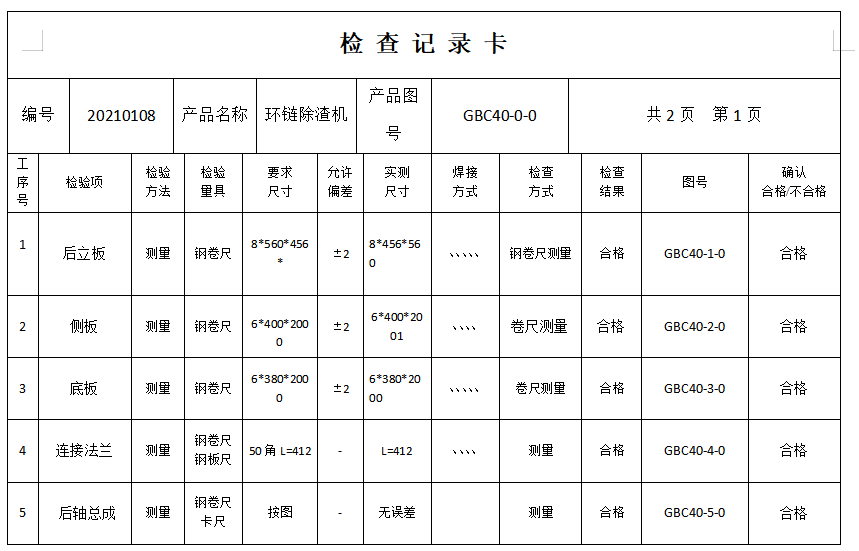 检 查 记 录 卡
编号 20210108 产品名称 环链除渣机 产品图号 GBC40-0-0 共 2 页 第 1 页
工序号 检验项 检验方法 检验量具 要求尺寸 允许偏差 实测尺寸 焊接方式 检查方式 检查结果 图号 确认合格/不合格
1 后立板 测量 钢卷尺 8*560*456* ±2 8*456*560 、、、、、 钢卷尺测量 合格 GBC40-1-0 合格
2 侧板 测量 钢卷尺 6*400*2000 ±2 6*400*2001 、、、、 卷尺测量 合格 GBC40-2-0 合格
3 底板 测量 钢卷尺 6*380*2000 ±2 6*380*2000 、、、、、 卷尺测量 合格 GBC40-3-0 合格
4 连接法兰 测量 钢卷尺钢板尺 50 角 L=412 - L=412 、、、、 测量 合格 GBC40-4-0 合格
5 后轴总成 测量 钢卷尺卡尺 按图 - 无误差 测量 合格 GBC40-5-0 合格